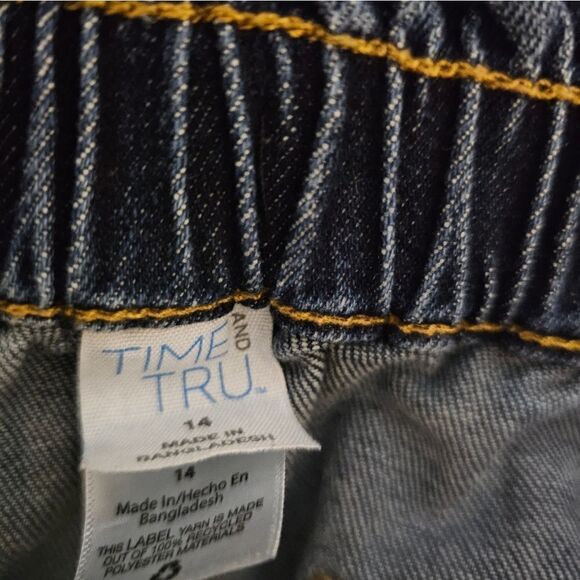 TIME
AND
TRU™
14
MADE IN
BANGLADESH
14
Made In/Hecho En
Bangladesh
THIS LABEL YARN IS MADE
OUT OF 100% RECYCLED
POLYESTER MATERIALS